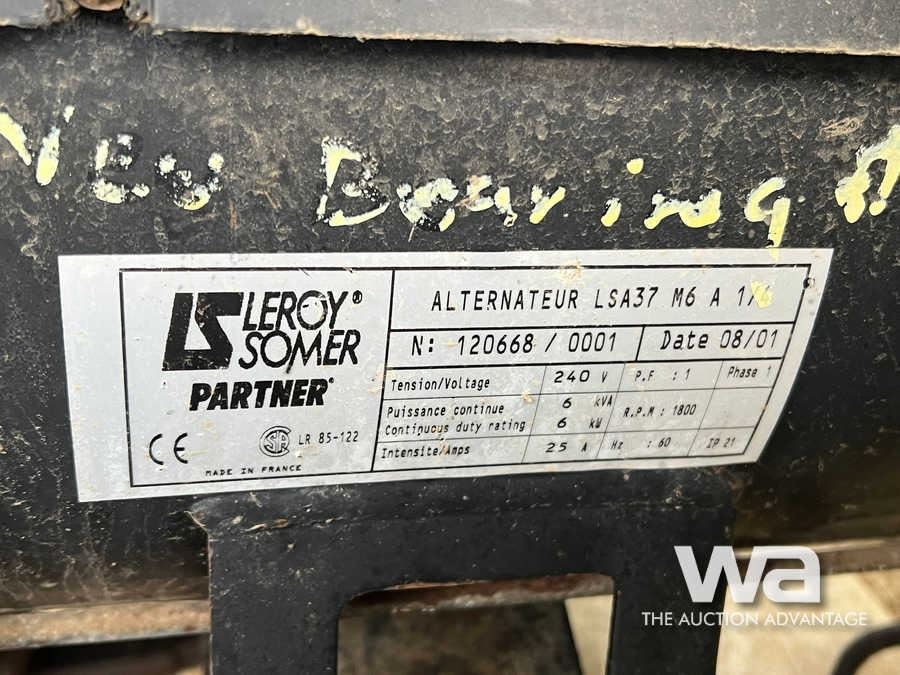 New Bearing
LEROY®
SOMER
PARTNER®
CE
LR 85-122
MADE IN FRANCE
ALTERNATEUR LSA37 M6 A 1/4
N: 120668 / 0001 Date 08/01
Tension/Voltage 240 V P.F : 1 Phase 1
Puissance continue 6 kVA
Continuous duty rating 6 kW R.P.M : 1800
Intensite/Amps 25 A Hz : 60 IP 21
wa
THE AUCTION ADVANTAGE